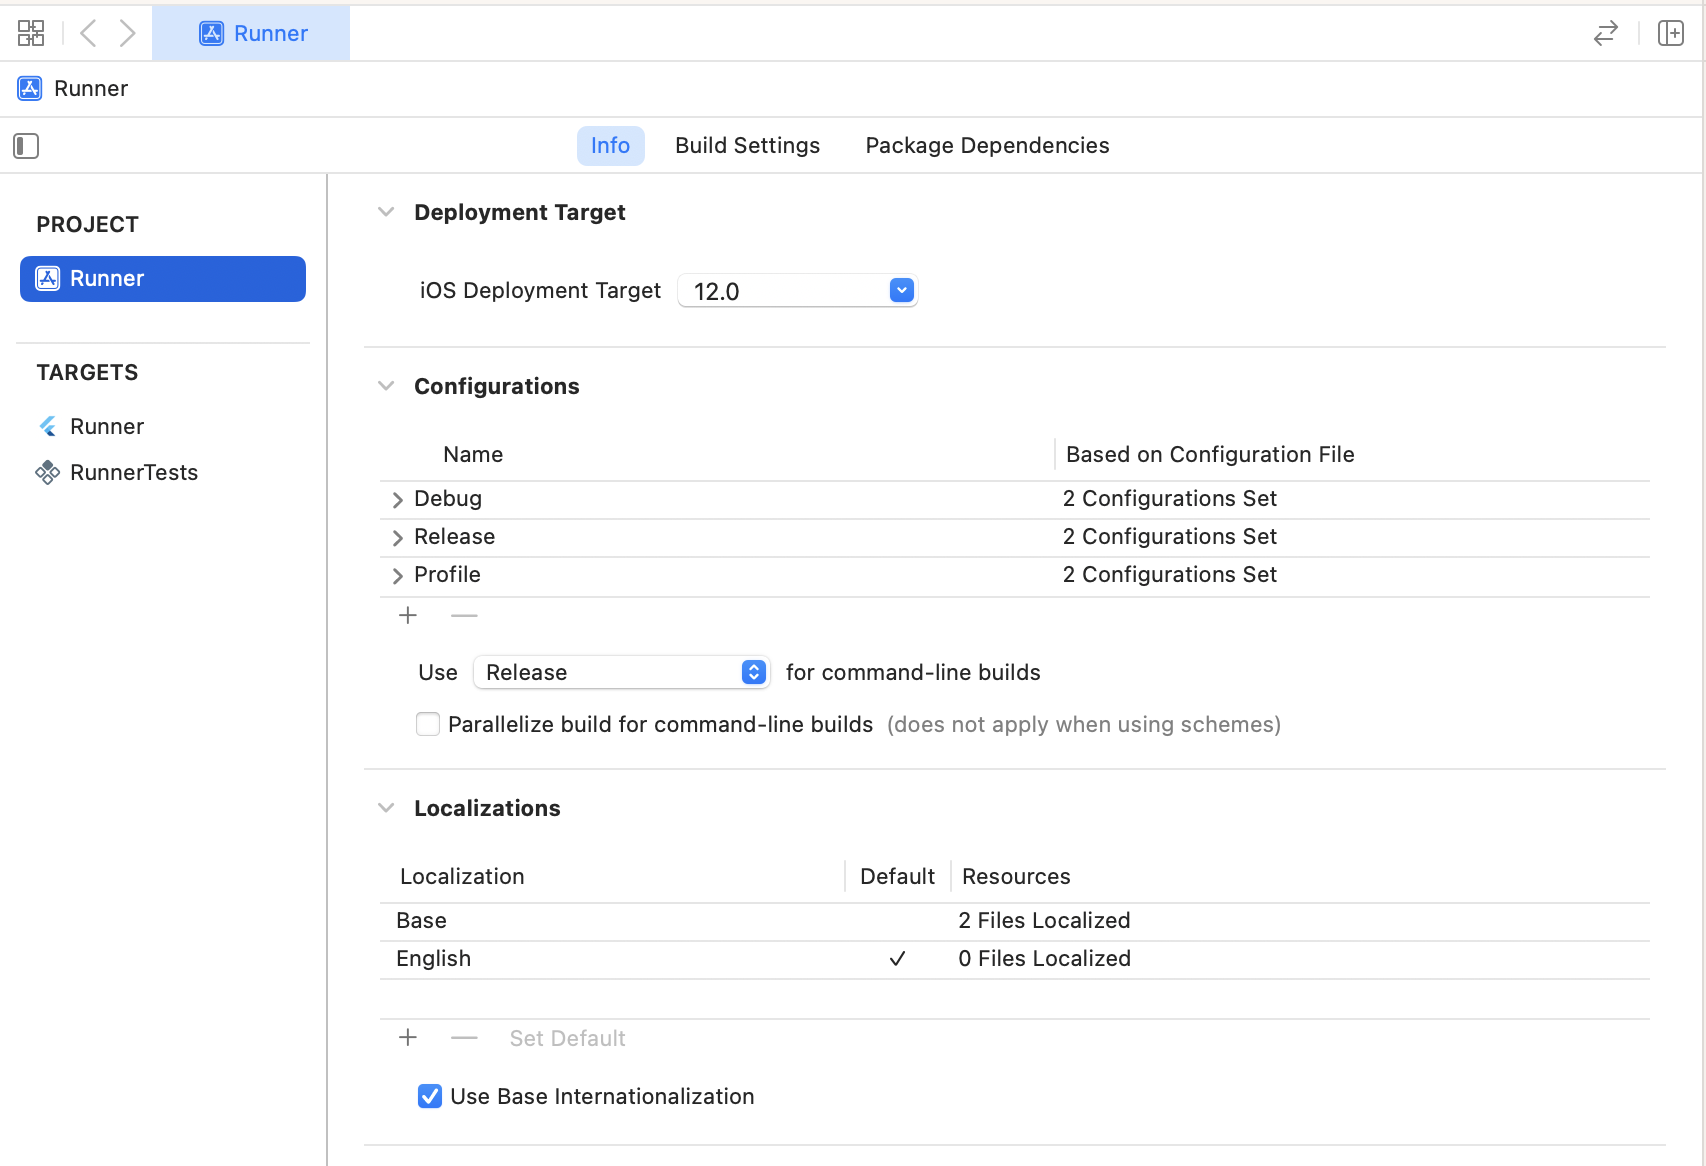 Runner
Runner
Info Build Settings Package Dependencies
PROJECT
Runner
TARGETS
Runner
RunnerTests
Deployment Target
iOS Deployment Target 12.0
Configurations
Name Based on Configuration File
Debug 2 Configurations Set
Release 2 Configurations Set
Profile 2 Configurations Set
Use Release for command-line builds
Parallelize build for command-line builds (does not apply when using schemes)
Localizations
Localization Default Resources
Base 2 Files Localized
English 0 Files Localized
Set Default
Use Base Internationalization